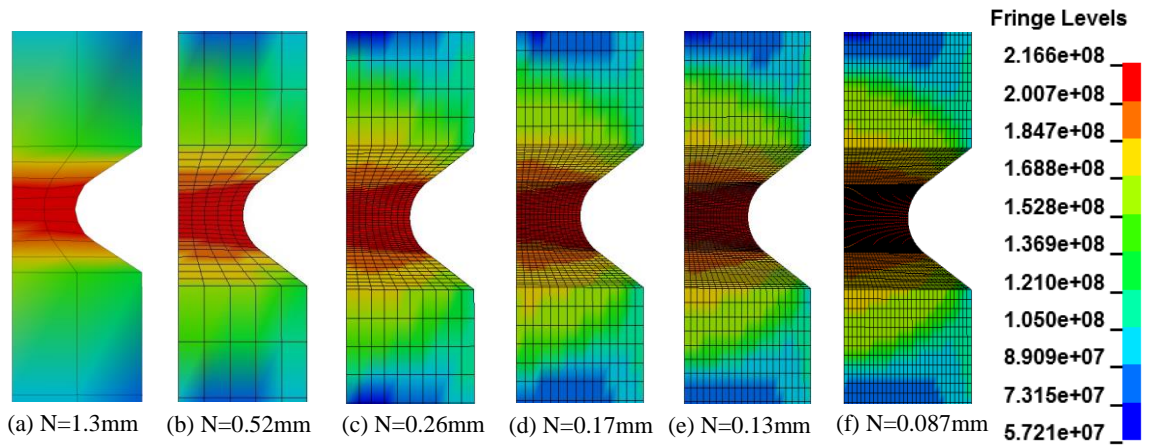 Fringe Levels
2.166e+08
2.007e+08
1.847e+08
1.688e+08
1.528e+08
1.369e+08
1.210e+08
1.050e+08
8.909e+07
7.315e+07
5.721e+07
(a) N=1.3mm (b) N=0.52mm (c) N=0.26mm (d) N=0.17mm (e) N=0.13mm (f) N=0.087mm